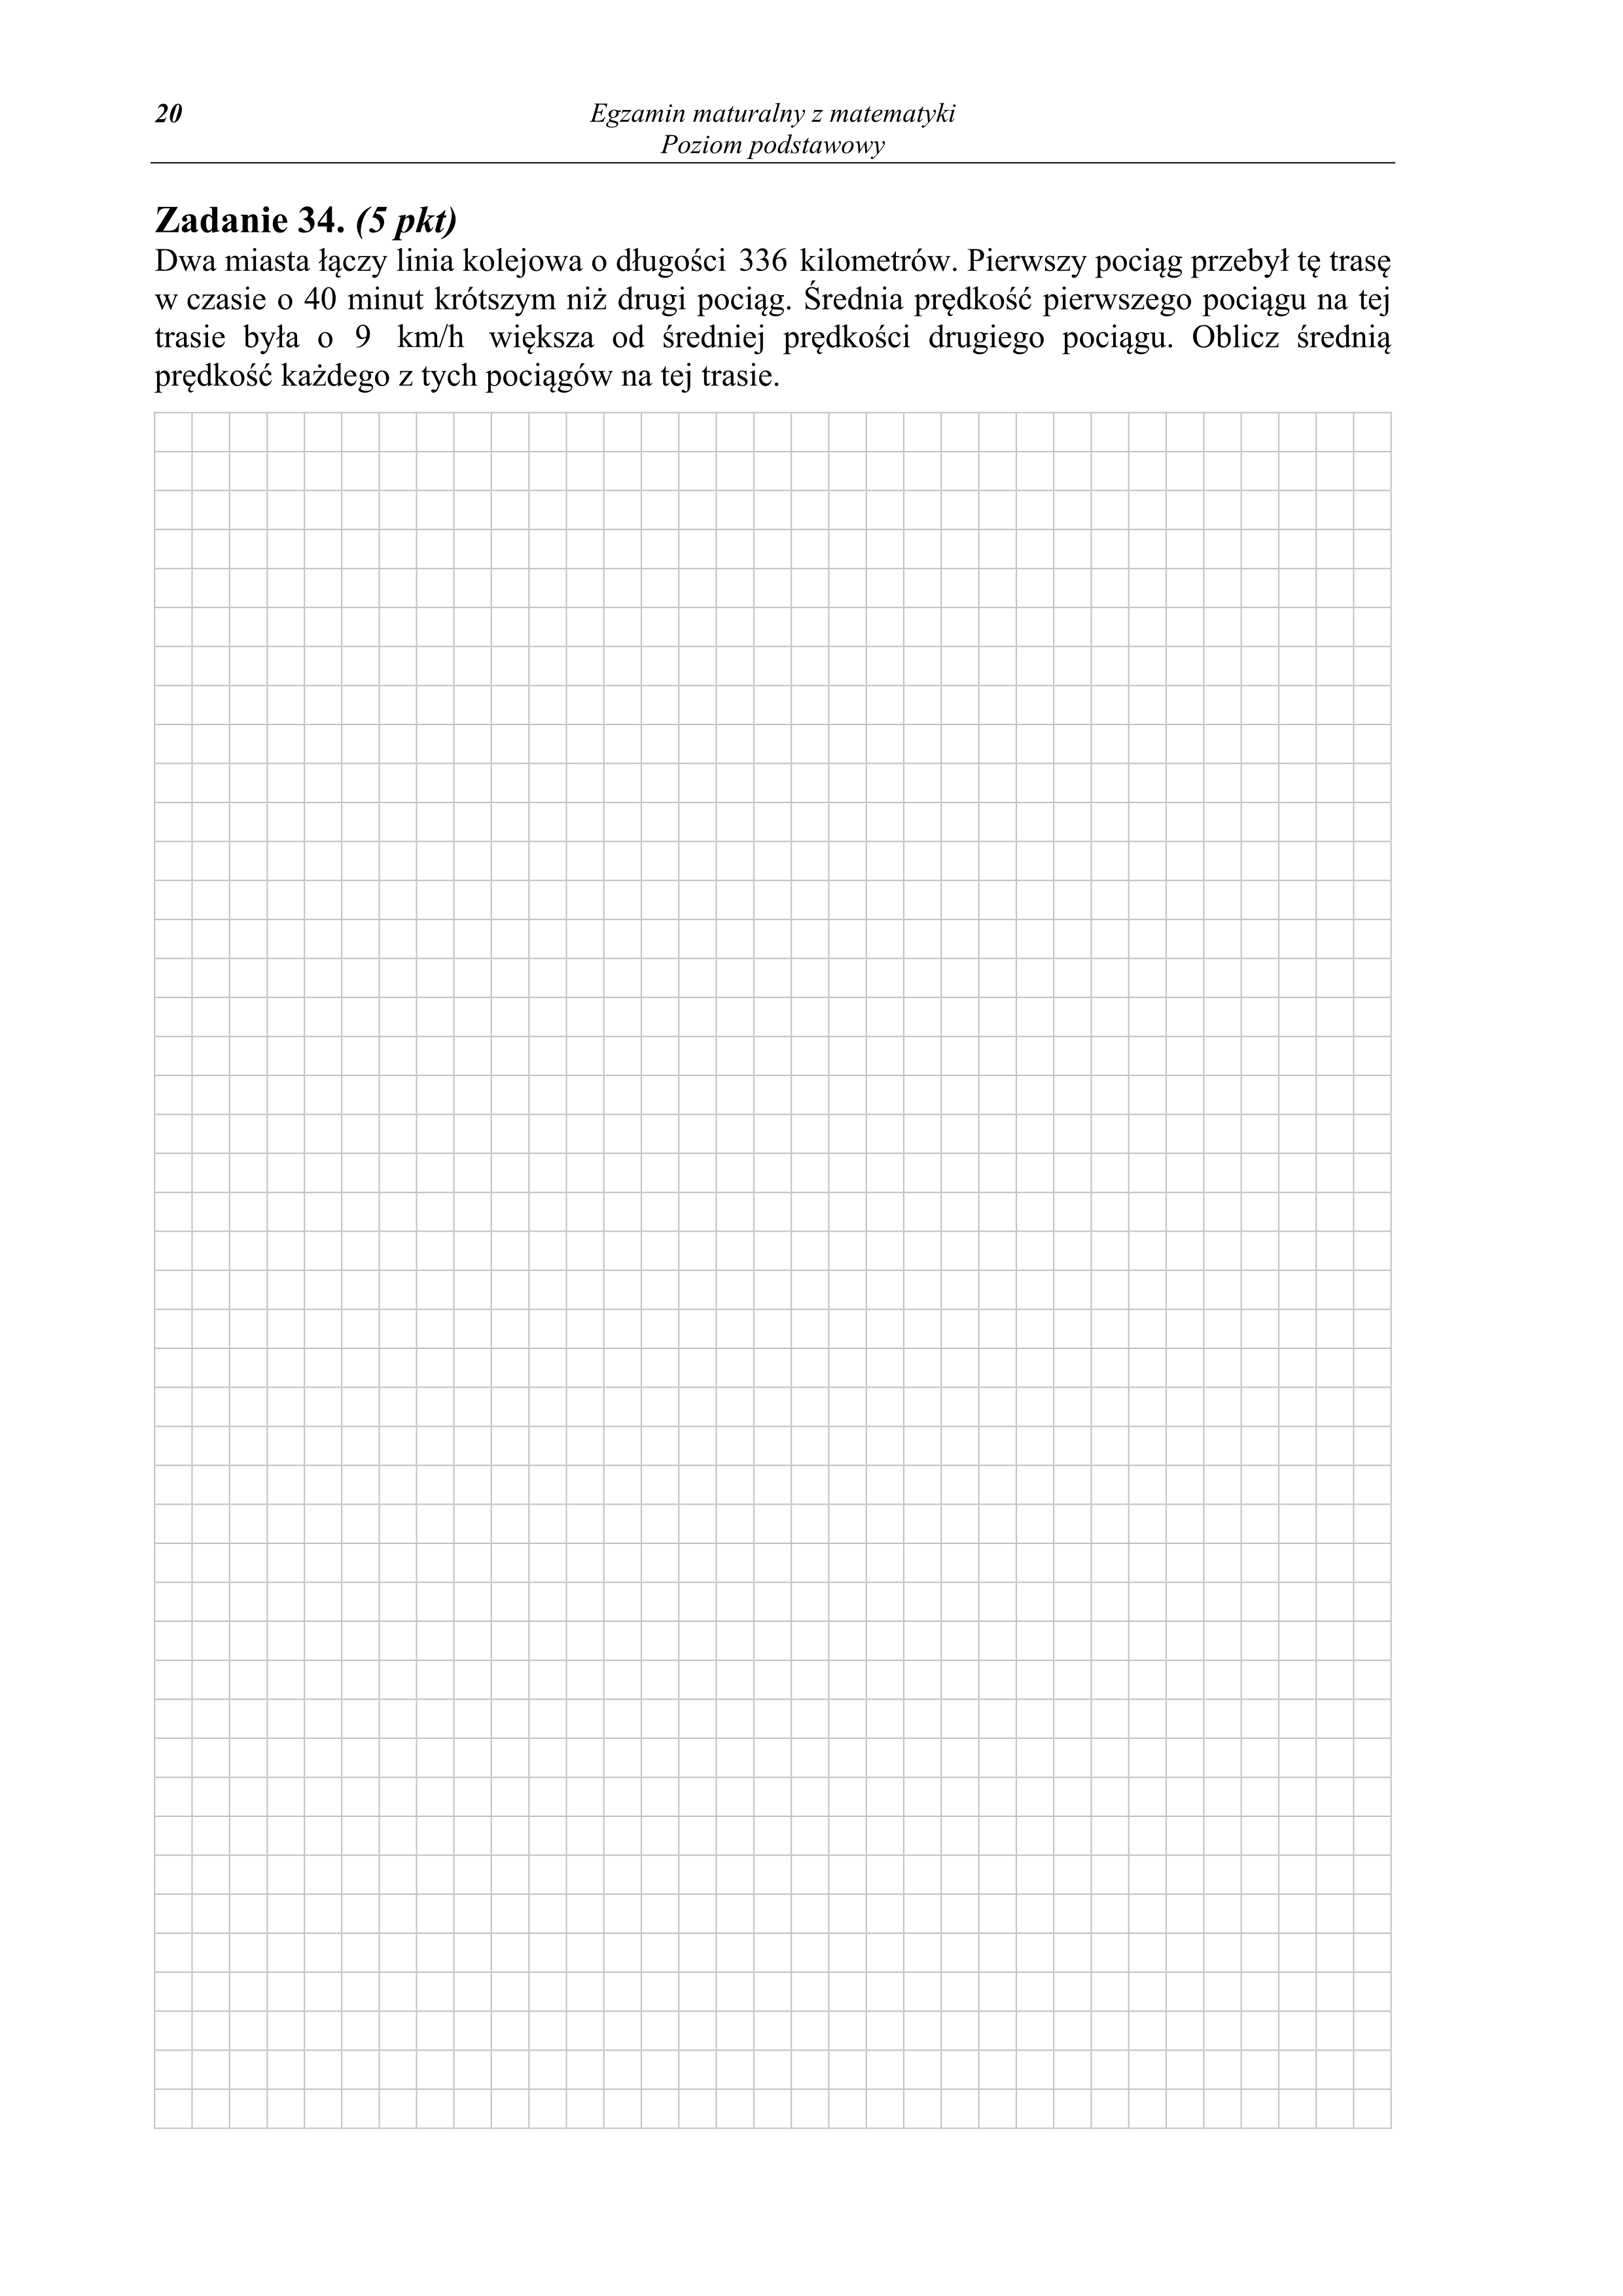 20
Egzamin maturalny z matematyki
Poziom podstawowy
Zadanie 34. (5 pkt)
Dwa miasta łączy linia kolejowa o długości 336 kilometrów. Pierwszy pociąg przebył tę trasę
w czasie o 40 minut krótszym niż drugi pociąg. Średnia prędkość pierwszego pociągu na tej
trasie była o 9 km/h większa od średniej prędkości drugiego pociągu. Oblicz średnią
prędkość każdego z tych pociągów na tej trasie.